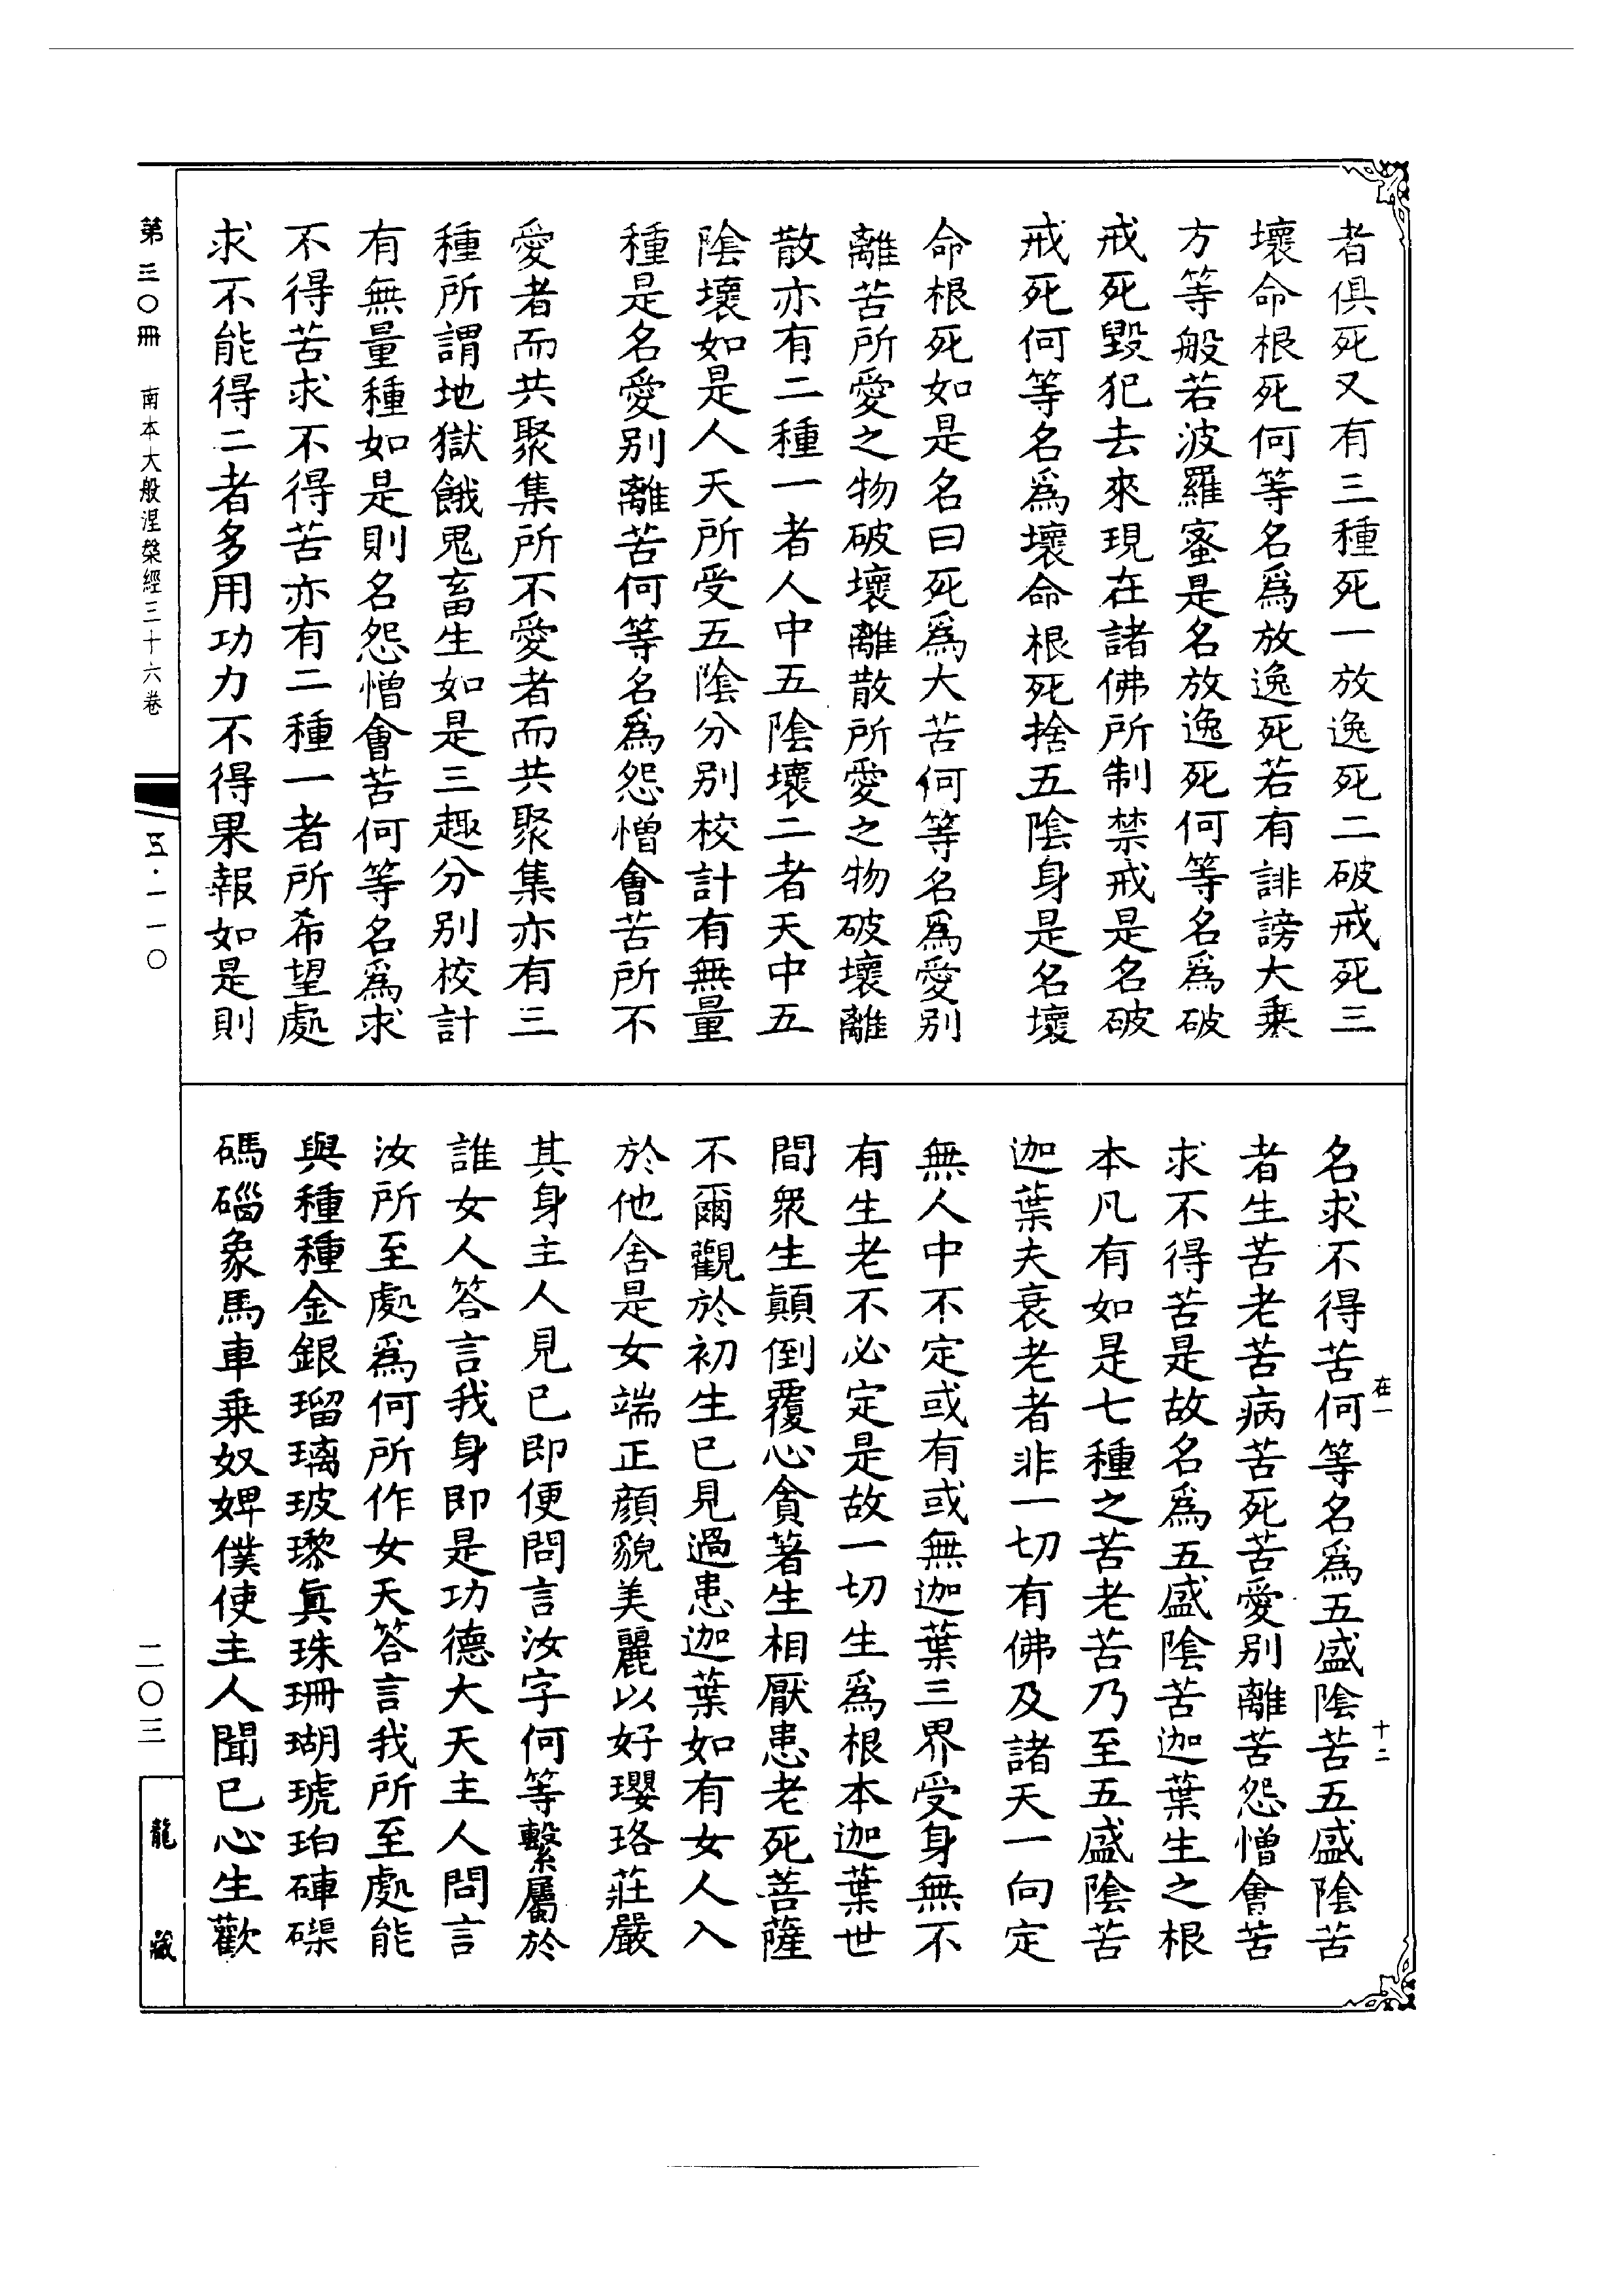 者俱死又有三種死一放逸死二破戒死三
壞命根死何等名爲放逸死若有誹謗大乗
方等般若波羅蜜是名放逸死何等名爲破
戒死毀犯去來現在諸佛所制禁戒是名破
戒死何等名爲壞命根死捨五陰身是名壞
命根死如是名曰死爲大苦何等名爲愛别
離苦所愛之物破壞離散所愛之物破壞離
散亦有二種一者人中五陰壞二者天中五
陰壞如是人天所受五陰分别校計有無量
種是名愛别離苦何等名爲怨憎會苦所不
愛者而共聚集所不愛者而共聚集亦有三
種所謂地獄餓鬼畜生如是三趣分别校計
有無量種如是則名怨憎會苦何等名爲求
不得苦求不得苦亦有二種一者所希望處
求不能得二者多用功力不得果報如是則
名求不得苦何等名爲五盛陰苦五盛陰苦
者生苦老苦病苦死苦愛别離苦怨憎會苦
求不得苦是故名爲五盛陰苦迦葉生之根
本凡有如是七種之苦老苦乃至五盛陰苦
迦葉夫衰老者非一切有佛及諸天一向定
無人中不定或有或無迦葉三界受身無不
有生老不必定是故一切生爲根本迦葉世
間衆生顛倒覆心貪著生相厭患老死菩薩
不爾觀於初生已見過患迦葉如有女人入
於他舍是女端正顔貌美麗以好瓔珞莊嚴
其身主人見已即便問言汝字何等繫屬於
誰女人答言我身即是功德大天主人問言
汝所至處爲何所作女天答言我所至處能
與種種金銀瑠璃玻瓈眞珠珊瑚琥珀硨磲
碼碯象馬車乗奴婢僕使主人聞已心生歡
在一
十二
第三〇冊　南本大般涅槃經三十六卷
五·一一〇
二〇三
龍藏